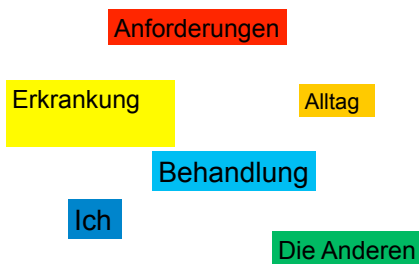 Anforderungen
Erkrankung
Alltag
Behandlung
Ich
Die Anderen